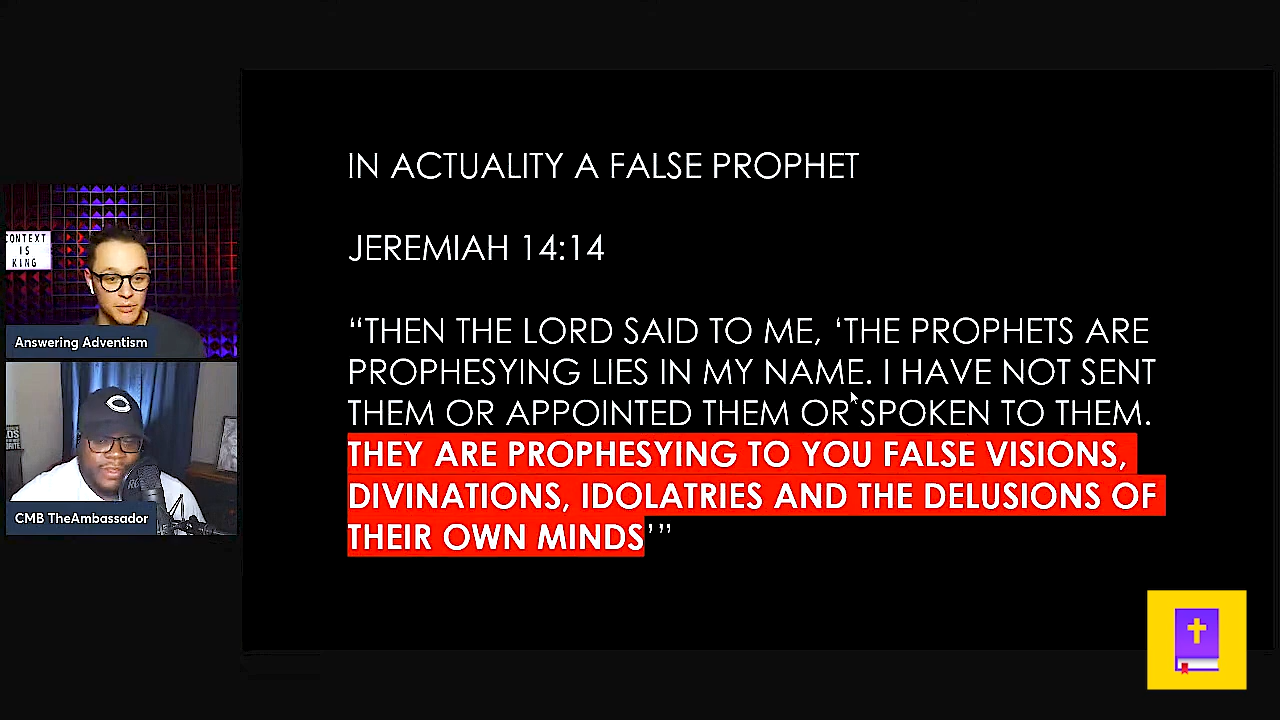 IN ACTUALITY A FALSE PROPHET
JEREMIAH 14:14
“THEN THE LORD SAID TO ME, ‘THE PROPHETS ARE
PROPHESYING LIES IN MY NAME. I HAVE NOT SENT
THEM OR APPOINTED THEM OR SPOKEN TO THEM.
THEY ARE PROPHESYING TO YOU FALSE VISIONS,
DIVINATIONS, IDOLATRIES AND THE DELUSIONS OF
THEIR OWN MINDS’”
CONTEXT
IS
KING
Answering Adventism
CMB TheAmbassador